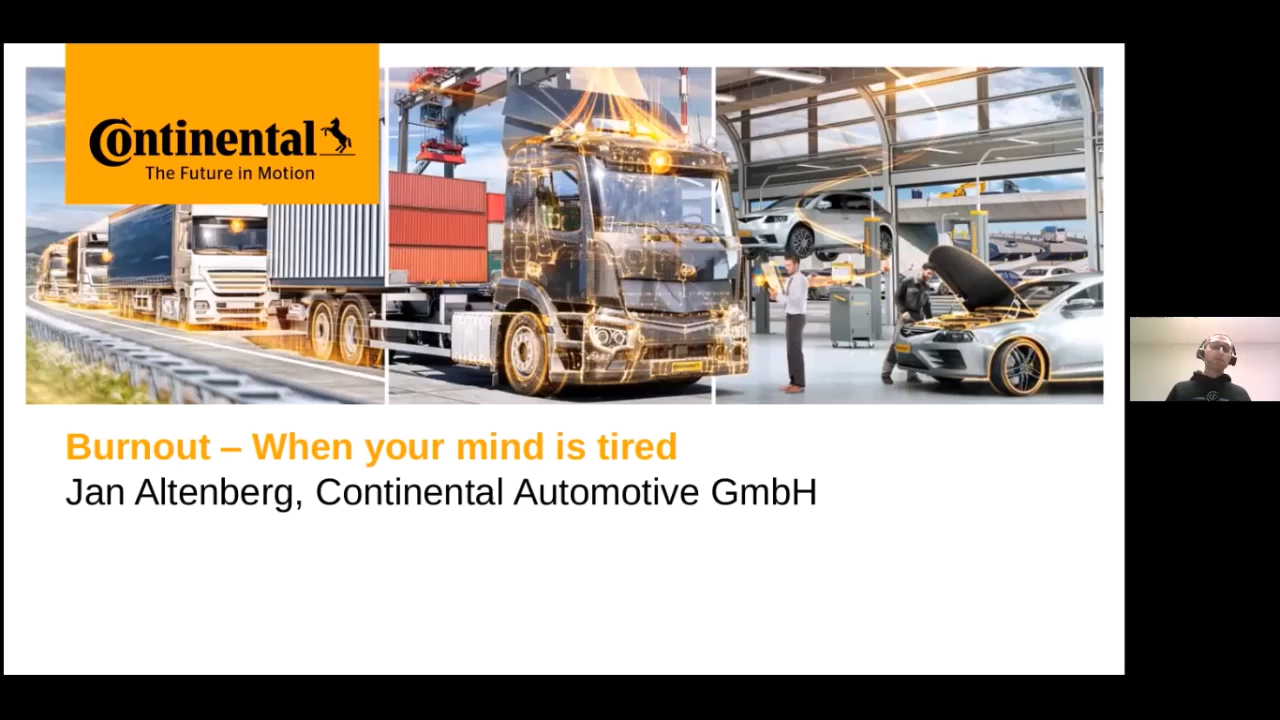 Continental
The Future in Motion
Burnout – When your mind is tired
Jan Altenberg, Continental Automotive GmbH